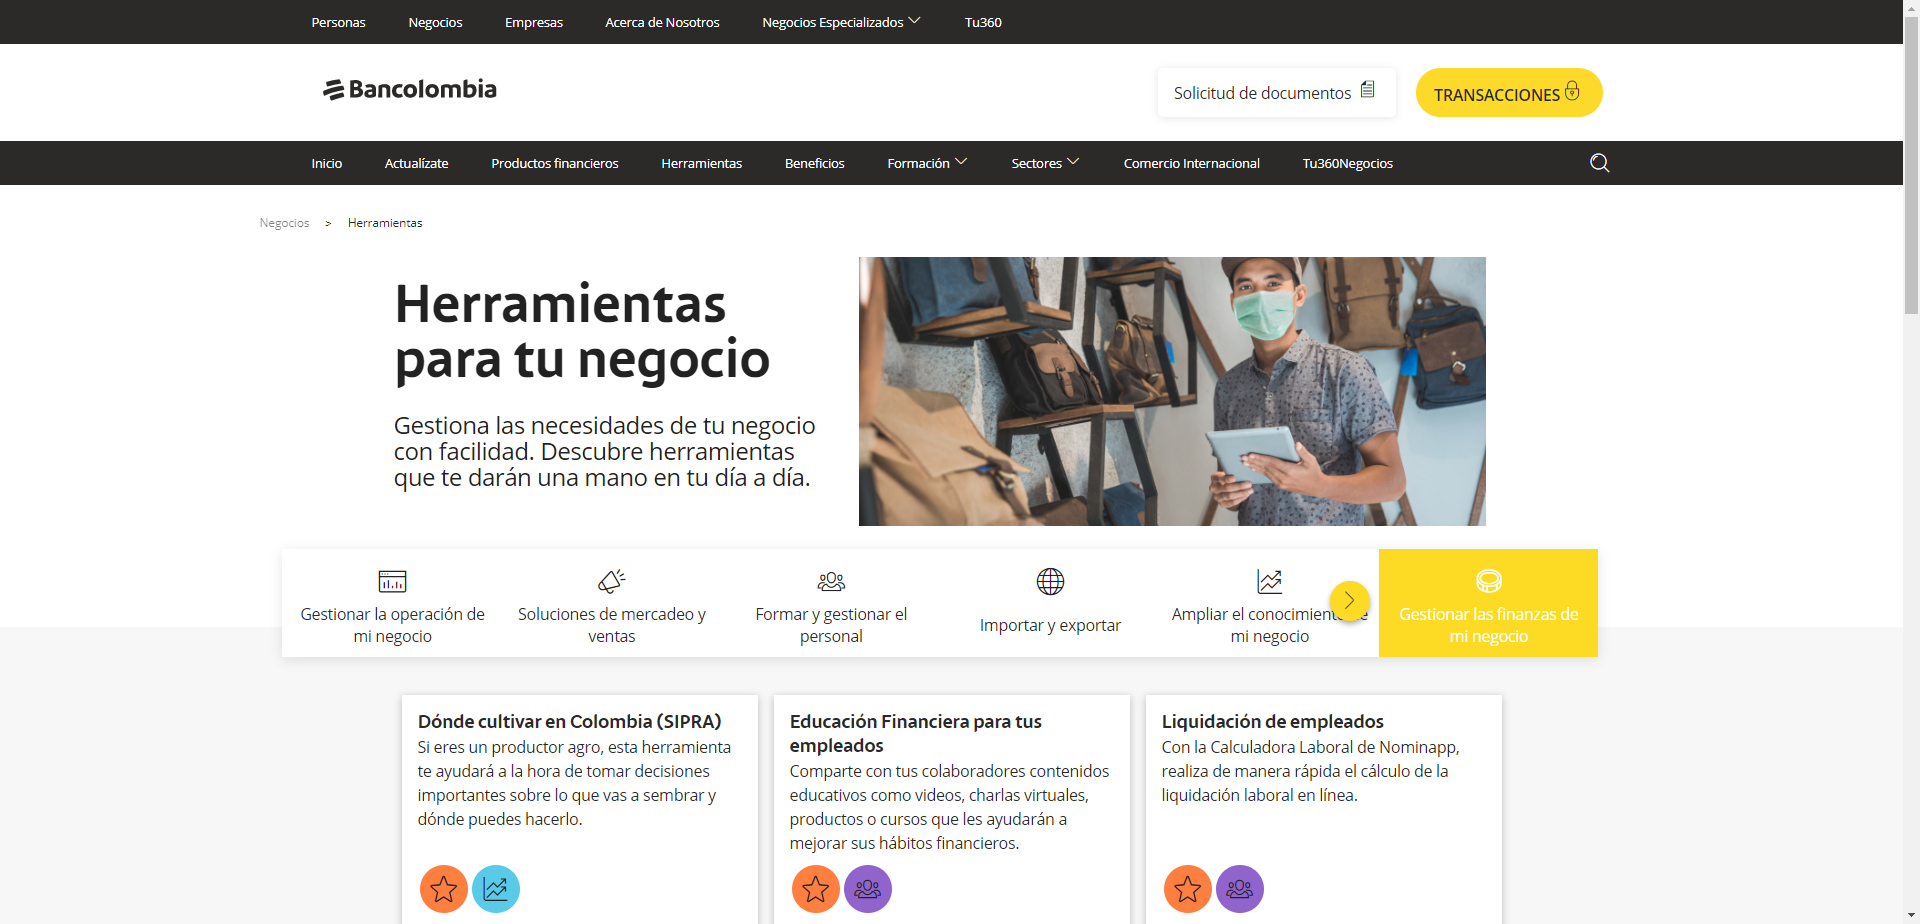 Personas Negocios Empresas Acerca de Nosotros Negocios Especializados Tu360
Bancolombia
Solicitud de documentos
TRANSACCIONES
Inicio Actualízate Productos financieros Herramientas Beneficios Formación Sectores Comercio Internacional Tu360Negocios
Negocios > Herramientas
Herramientas
para tu negocio
Gestiona las necesidades de tu negocio
con facilidad. Descubre herramientas
que te darán una mano en tu día a día.
Gestionar la operación de
mi negocio
Soluciones de mercadeo y
ventas
Formar y gestionar el
personal
Importar y exportar
Ampliar el conocimiento de
mi negocio
Gestionar las finanzas de
mi negocio
Dónde cultivar en Colombia (SIPRA)
Si eres un productor agro, esta herramienta
te ayudará a la hora de tomar decisiones
importantes sobre lo que vas a sembrar y
dónde puedes hacerlo.
Educación Financiera para tus
empleados
Comparte con tus colaboradores contenidos
educativos como videos, charlas virtuales,
productos o cursos que les ayudarán a
mejorar sus hábitos financieros.
Liquidación de empleados
Con la Calculadora Laboral de Nominapp,
realiza de manera rápida el cálculo de la
liquidación laboral en línea.